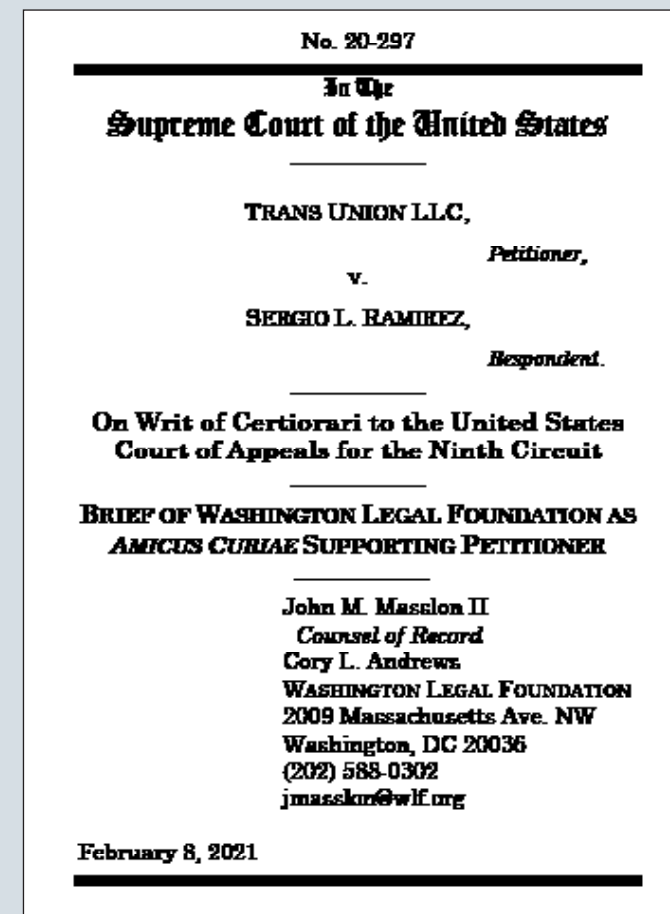 No. 20-297
In The
Supreme Court of the United States
TRANS UNION LLC,
Petitioner,
v.
SERGIO L. RAMIREZ,
Respondent.
On Writ of Certiorari to the United States
Court of Appeals for the Ninth Circuit
BRIEF OF WASHINGTON LEGAL FOUNDATION AS
AMICUS CURIAE SUPPORTING PETITIONER
John M. Masslon II
Counsel of Record
Cory L. Andrews
WASHINGTON LEGAL FOUNDATION
2009 Massachusetts Ave. NW
Washington, DC 20036
(202) 588-0302
jmasslon@wlf.org
February 8, 2021